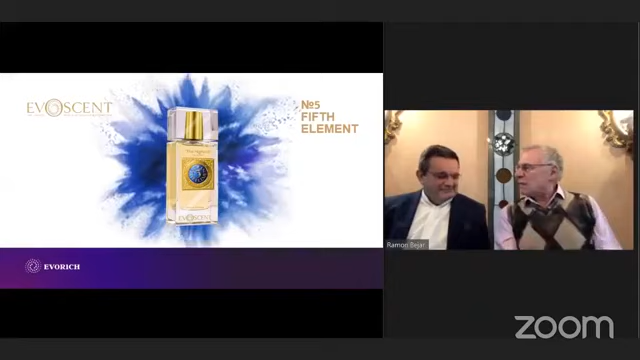 EVOSCENT
№5
FIFTH
ELEMENT
EVOSCENT
EVORICH
Ramon Bejar
zoom